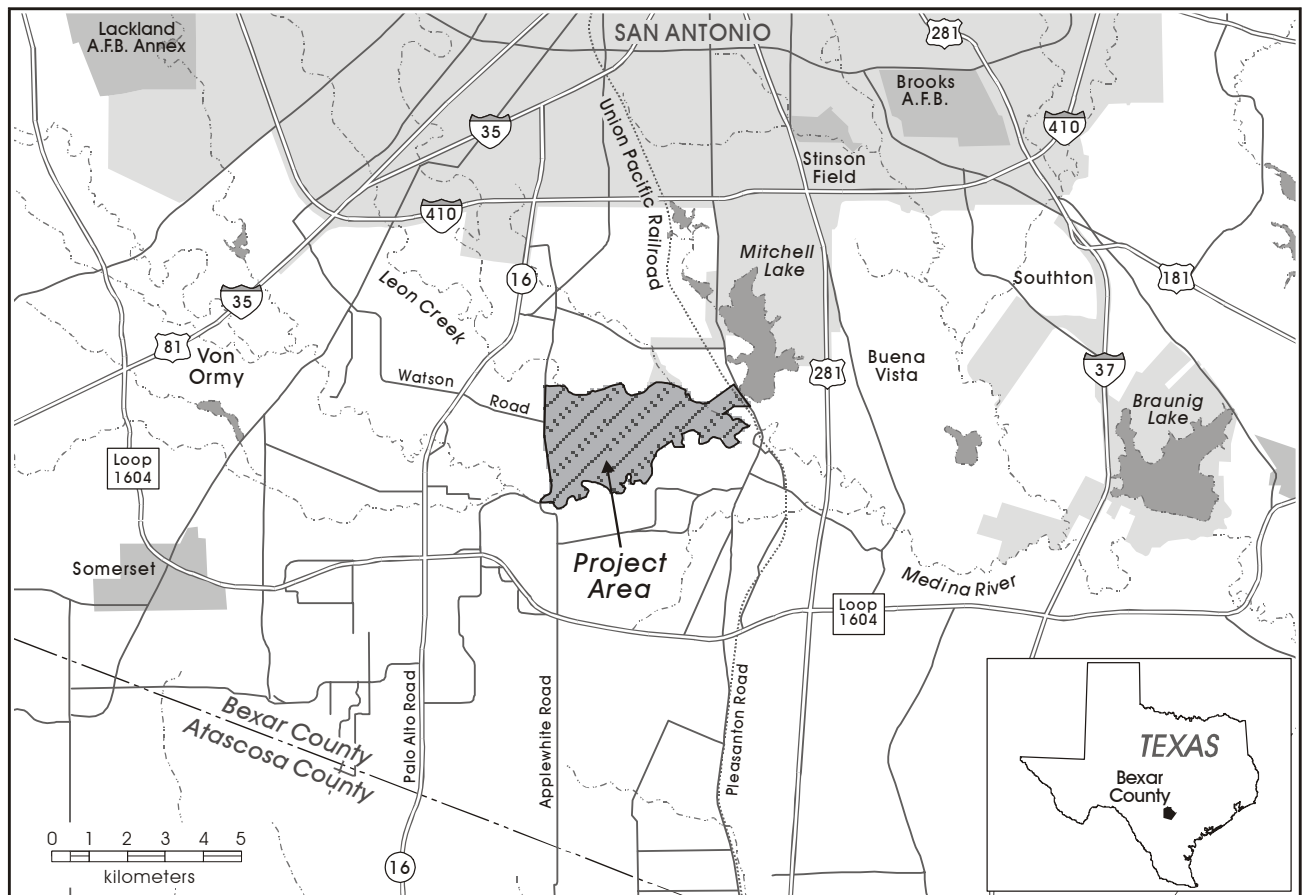 Lackland
A.F.B. Annex
SAN ANTONIO
281
Brooks
A.F.B.
35
410
Union Pacific Railroad
Stinson
Field
410
Mitchell
Lake
16
Leon Creek
Southton
181
35
81
Von
Ormy
Watson
Road
281
Buena
Vista
37
Braunig
Lake
Loop
1604
Project
Area
Somerset
Medina River
Loop
1604
Bexar County
Atascosa County
Palo Alto Road
Applewhite Road
Pleasanton Road
TEXAS
Bexar
County
0 1 2 3 4 5
kilometers
16